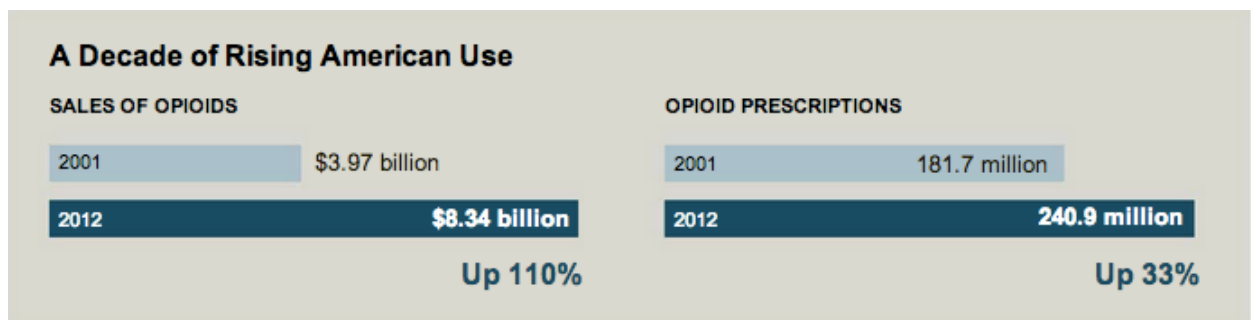 A Decade of Rising American Use
SALES OF OPIOIDS
2001 $3.97 billion
2012 $8.34 billion
Up 110%
OPIOID PRESCRIPTIONS
2001 181.7 million
2012 240.9 million
Up 33%